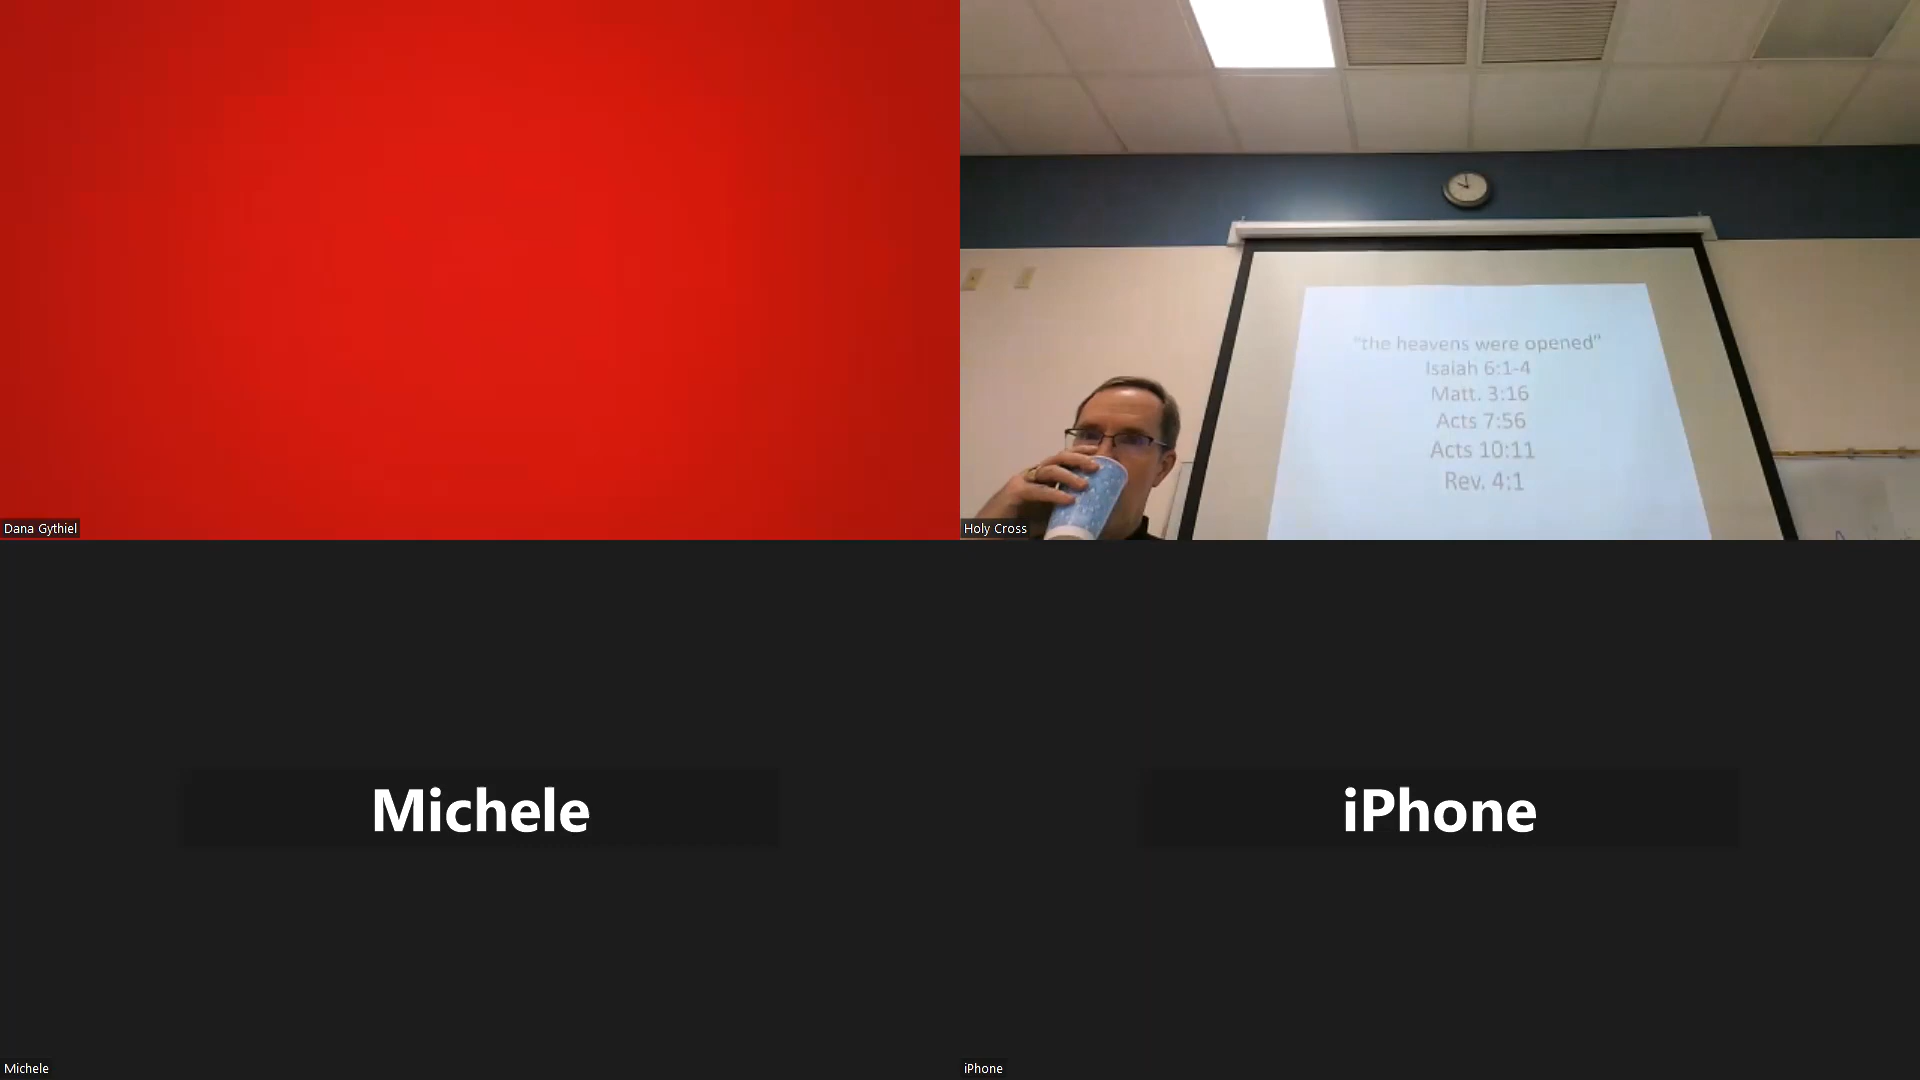 Dana Gythiel
"the heavens were opened"
Isaiah 6:1-4
Matt. 3:16
Acts 7:56
Acts 10:11
Rev. 4:1
Holy Cross
Michele
iPhone
Michele
iPhone